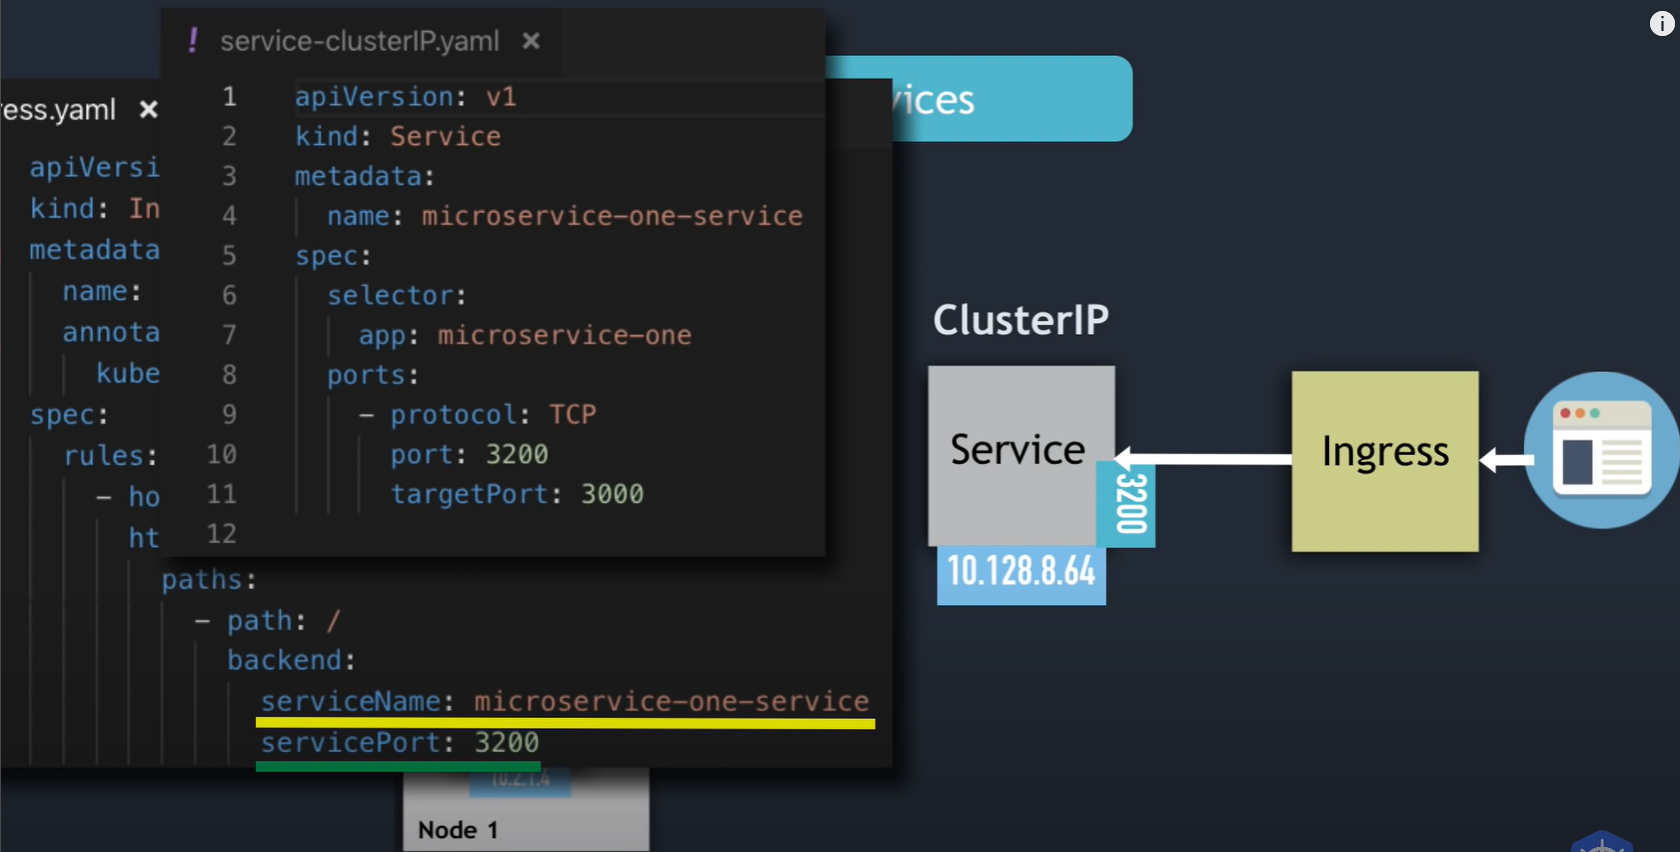 service-clusterIP.yaml ×
1 apiVersion: v1
2 kind: Service
3 metadata:
4 name: microservice-one-service
5 spec:
6 selector:
7 app: microservice-one
8 ports:
9 - protocol: TCP
10 port: 3200
11 targetPort: 3000
12
ress.yaml ×
apiVersi
kind: In
metadata
name:
annota
kube
spec:
rules:
- ho
ht
paths:
- path: /
backend:
serviceName: microservice-one-service
servicePort: 3200
vices
ClusterIP
Service
3200
10.128.8.64
Ingress
10.2.1.4
Node 1